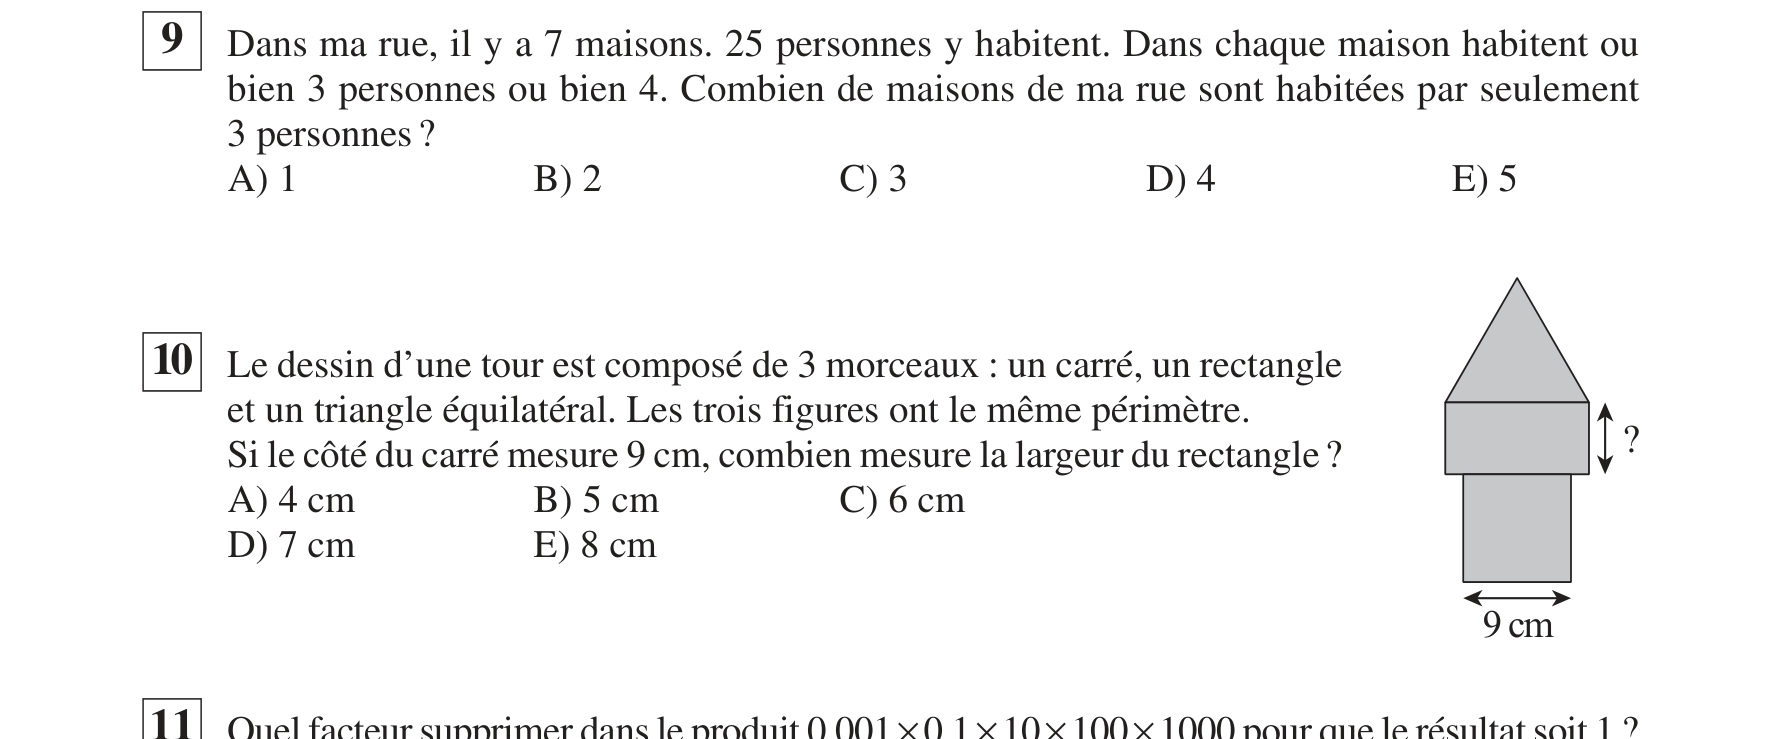 9
Dans ma rue, il y a 7 maisons. 25 personnes y habitent. Dans chaque maison habitent ou
bien 3 personnes ou bien 4. Combien de maisons de ma rue sont habitées par seulement
3 personnes ?
A) 1 B) 2 C) 3 D) 4 E) 5
10
Le dessin d’une tour est composé de 3 morceaux : un carré, un rectangle
et un triangle équilatéral. Les trois figures ont le même périmètre.
Si le côté du carré mesure 9 cm, combien mesure la largeur du rectangle ?
A) 4 cm B) 5 cm C) 6 cm
D) 7 cm E) 8 cm
?
9 cm
11
Quel facteur supprimer dans le produit 0,001×0,1×10×100×1000 pour que le résultat soit 1 ?